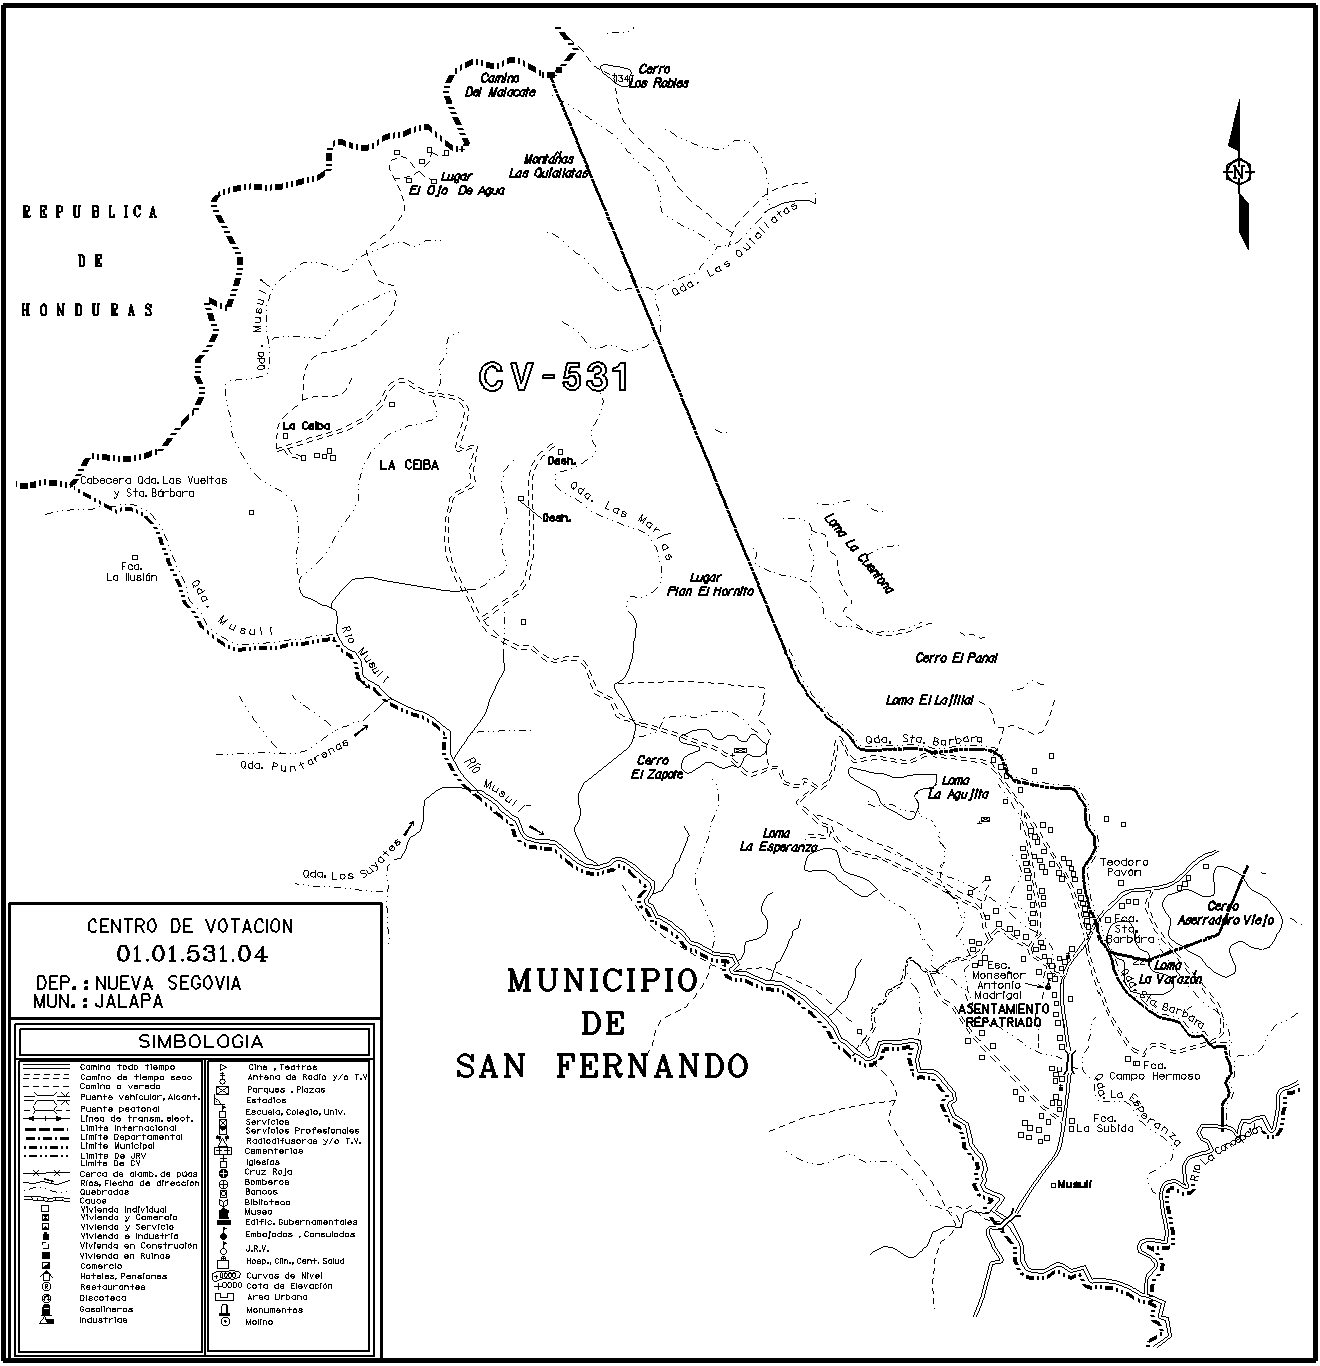 Cerro
Los Robles
Camino
Del Malacate
Montañas
Las Quialiatas
Lugar
El Ojo De Agua
N
REPUBLICA
DE
HONDURAS
Qda. Las Quialiatas
Qda. Musulí
CV-531
La Ceiba
LA CEIBA
Desh.
Desh.
Cabecera Qda. Las Vueltas
y Sta. Bárbara
Qda. Las Marías
Loma La Cuentona
Fca.
La Ilusión
Lugar
Plan El Hornito
Qda. Musulí
Río Musulí
Cerro El Panal
Loma El Lajillal
Qda. Puntarenas
Qda. Sta. Barbara
Cerro
El Zapote
Río Musulí
Loma
La Agujita
Loma
La Esperanza
Qda. Los Suyates
Teodoro
Pavón
Cerro
Aserradero Viejo
Fca.
Sta.
Barbara
Loma
La Varazón
Qda. Sta. Barbara
Esc.
Monseñor
Antonio
Madrigal
ASENTAMIENTO
REPATRIADO
Fca.
Campo Hermoso
Qda. La Esperanza
Fca.
La Subida
Musulí
MUNICIPIO
DE
SAN FERNANDO
CENTRO DE VOTACION
01.01.531.04
DEP.: NUEVA SEGOVIA
MUN.: JALAPA
SIMBOLOGIA
Camino todo tiempo
Camino de tiempo seco
Camino o vereda
Puente vehicular, Alcant.
Puente peatonal
Línea de transm. elect.
Límite Internacional
Límite Departamental
Límite Municipal
Límite De JRV
Límite De CV
Cerca de alamb. de púas
Ríos, Flecha de dirección
Quebradas
Cauce
Vivienda Individual
Vivienda y Comercio
Vivienda y Servicio
Vivienda e Industria
Vivienda en Construción
Vivienda en Ruinas
Comercio
Hoteles, Pensiones
Restaurantes
Discoteca
Gasolineras
Industrias
Cine, Teatros
Antena de Radio y/o T.V
Parques, Plazas
Estadios
Escuela, Colegio, Univ.
Servicios
Servicios Profesionales
Radiodifusoras y/o T.V.
Cementerios
Iglesias
Cruz Roja
Bomberos
Bancos
Biblioteca
Museo
Edific. Gubernamentales
Embajadas, Consulados
J.R.V.
Hosp., Clín., Cent. Salud
Curvas de Nivel
Cota de Elevación
Area Urbana
Monumentos
Molino